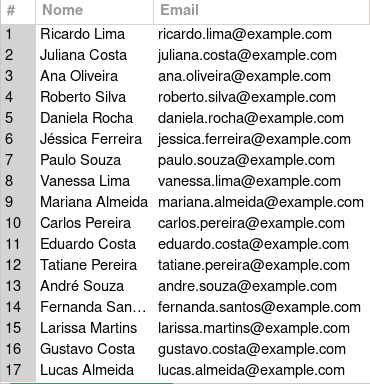 # Nome Email
1 Ricardo Lima ricardo.lima@example.com
2 Juliana Costa juliana.costa@example.com
3 Ana Oliveira ana.oliveira@example.com
4 Roberto Silva roberto.silva@example.com
5 Daniela Rocha daniela.rocha@example.com
6 Jéssica Ferreira jessica.ferreira@example.com
7 Paulo Souza paulo.souza@example.com
8 Vanessa Lima vanessa.lima@example.com
9 Mariana Almeida mariana.almeida@example.com
10 Carlos Pereira carlos.pereira@example.com
11 Eduardo Costa eduardo.costa@example.com
12 Tatiane Pereira tatiane.pereira@example.com
13 André Souza andre.souza@example.com
14 Fernanda San... fernanda.santos@example.com
15 Larissa Martins larissa.martins@example.com
16 Gustavo Costa gustavo.costa@example.com
17 Lucas Almeida lucas.almeida@example.com